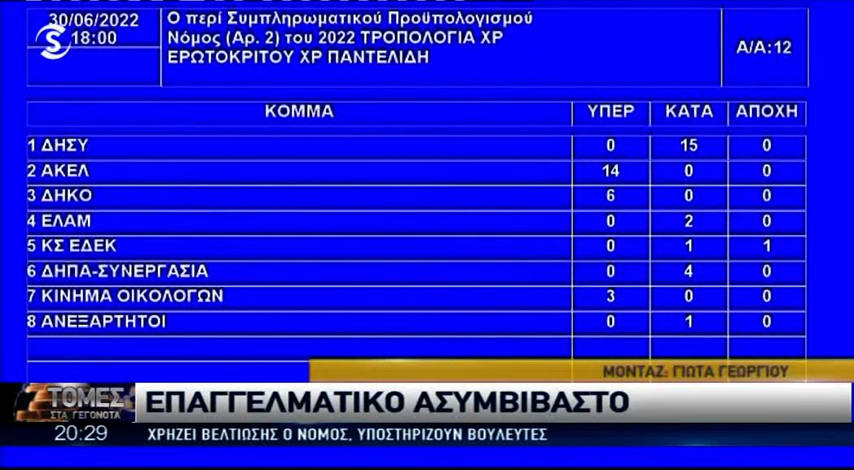 30/06/2022
18:00
S
Ο περί Συμπληρωματικού Προϋπολογισμού
Νόμος (Αρ. 2) του 2022 ΤΡΟΠΟΛΟΓΙΑ ΧΡ
ΕΡΩΤΟΚΡΙΤΟΥ ΧΡ ΠΑΝΤΕΛΙΔΗ
Α/Α:12
ΚΟΜΜΑ ΥΠΕΡ ΚΑΤΑ ΑΠΟΧΗ
1 ΔΗΣΥ 0 15 0
2 ΑΚΕΛ 14 0 0
3 ΔΗΚΟ 6 0 0
4 ΕΛΑΜ 0 2 0
5 ΚΣ ΕΔΕΚ 0 1 1
6 ΔΗΠΑ-ΣΥΝΕΡΓΑΣΙΑ 0 4 0
7 ΚΙΝΗΜΑ ΟΙΚΟΛΟΓΩΝ 3 0 0
8 ΑΝΕΞΑΡΤΗΤΟΙ 0 1 0
ΜΟΝΤΑΖ: ΓΙΩΤΑ ΓΕΩΡΓΙΟΥ
ΤΟΜΕΣ
ΣΤΑ ΓΕΓΟΝΟΤΑ
ΕΠΑΓΓΕΛΜΑΤΙΚΟ ΑΣΥΜΒΙΒΑΣΤΟ
20:29
ΧΡΗΖΕΙ ΒΕΛΤΙΩΣΗΣ Ο ΝΟΜΟΣ, ΥΠΟΣΤΗΡΙΖΟΥΝ ΒΟΥΛΕΥΤΕΣ